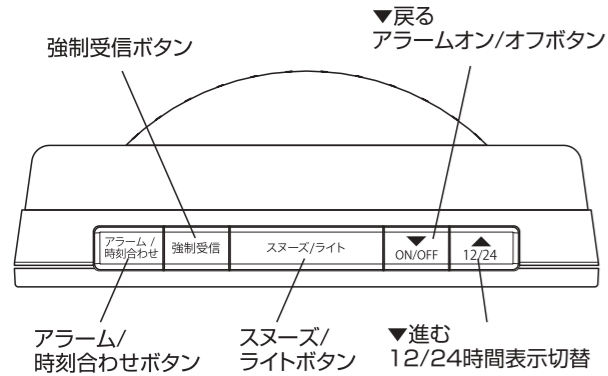 ▼戻る
アラームオン/オフボタン
強制受信ボタン
アラーム /
時刻合わせ
強制受信
スヌーズ/ライト
▼
ON/OFF
▲
12/24
アラーム/
時刻合わせボタン
スヌーズ/
ライトボタン
▼進む
12/24時間表示切替